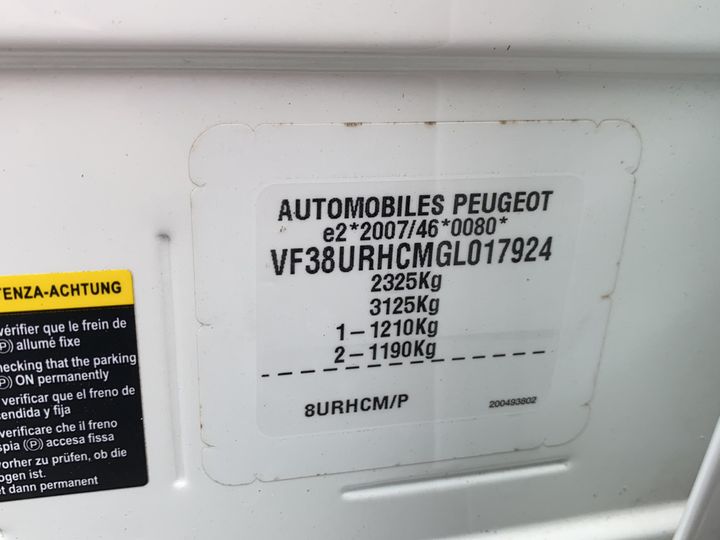 AUTOMOBILES PEUGEOT
e2*2007/46*0080*
VF38URHCMGL017924
2325Kg
3125Kg
1-1210Kg
2-1190Kg
8URHCM/P
200493802
TENZA-ACHTUNG
vérifier que le frein de
(P) allumé fixe
hecking that the parking
(P) ON permanently
verificar que el freno de
endida y fija
verificare che il freno
spia (P) accesa fissa
vorher zu prüfen, ob die
ogen ist.
et dann permanent